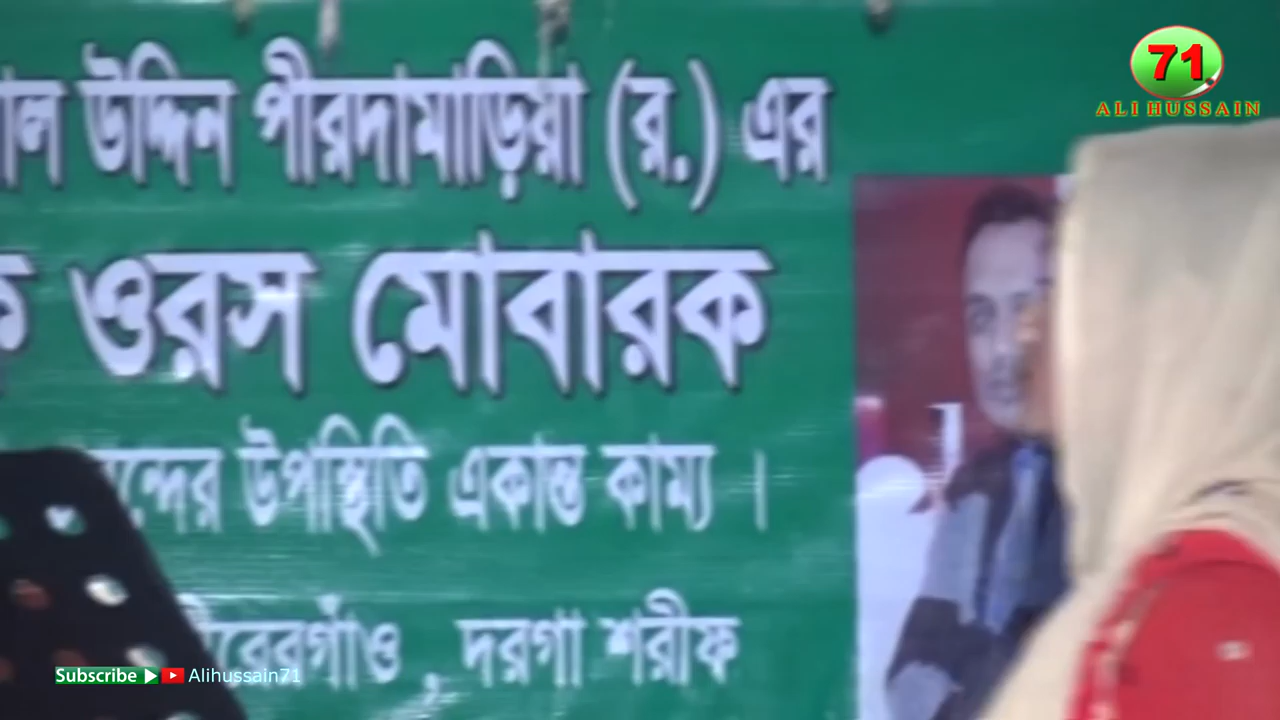 71
ALI HUSSAIN
উদ্দিন পীরদামাড়িয়া (র.) এর
ওরস মোবারক
উপস্থিতি একান্ত কাম্য ।
দরগা শরীফ
Subscribe Alihussain71